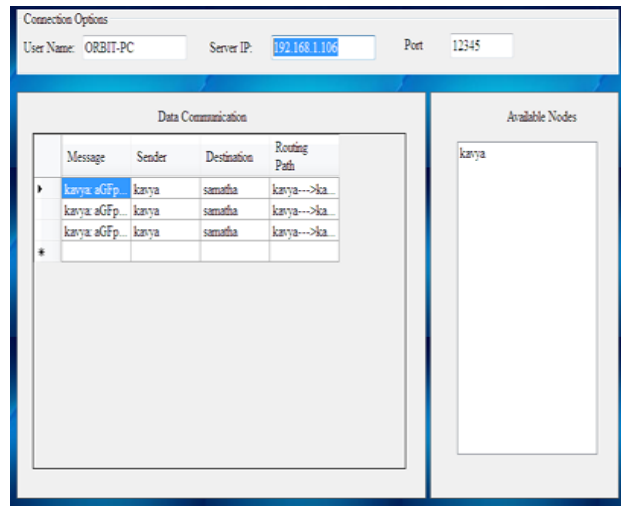 Connection Options
User Name: ORBIT-PC Server IP: 192.168.1.106 Port 12345
Data Communication
Message Sender Destination Routing Path
kavya: aGFp... kavya samatha kavya--->ka...
kavya: aGFp... kavya samatha kavya--->ka...
kavya: aGFp... kavya samatha kavya--->ka...
Available Nodes
kavya